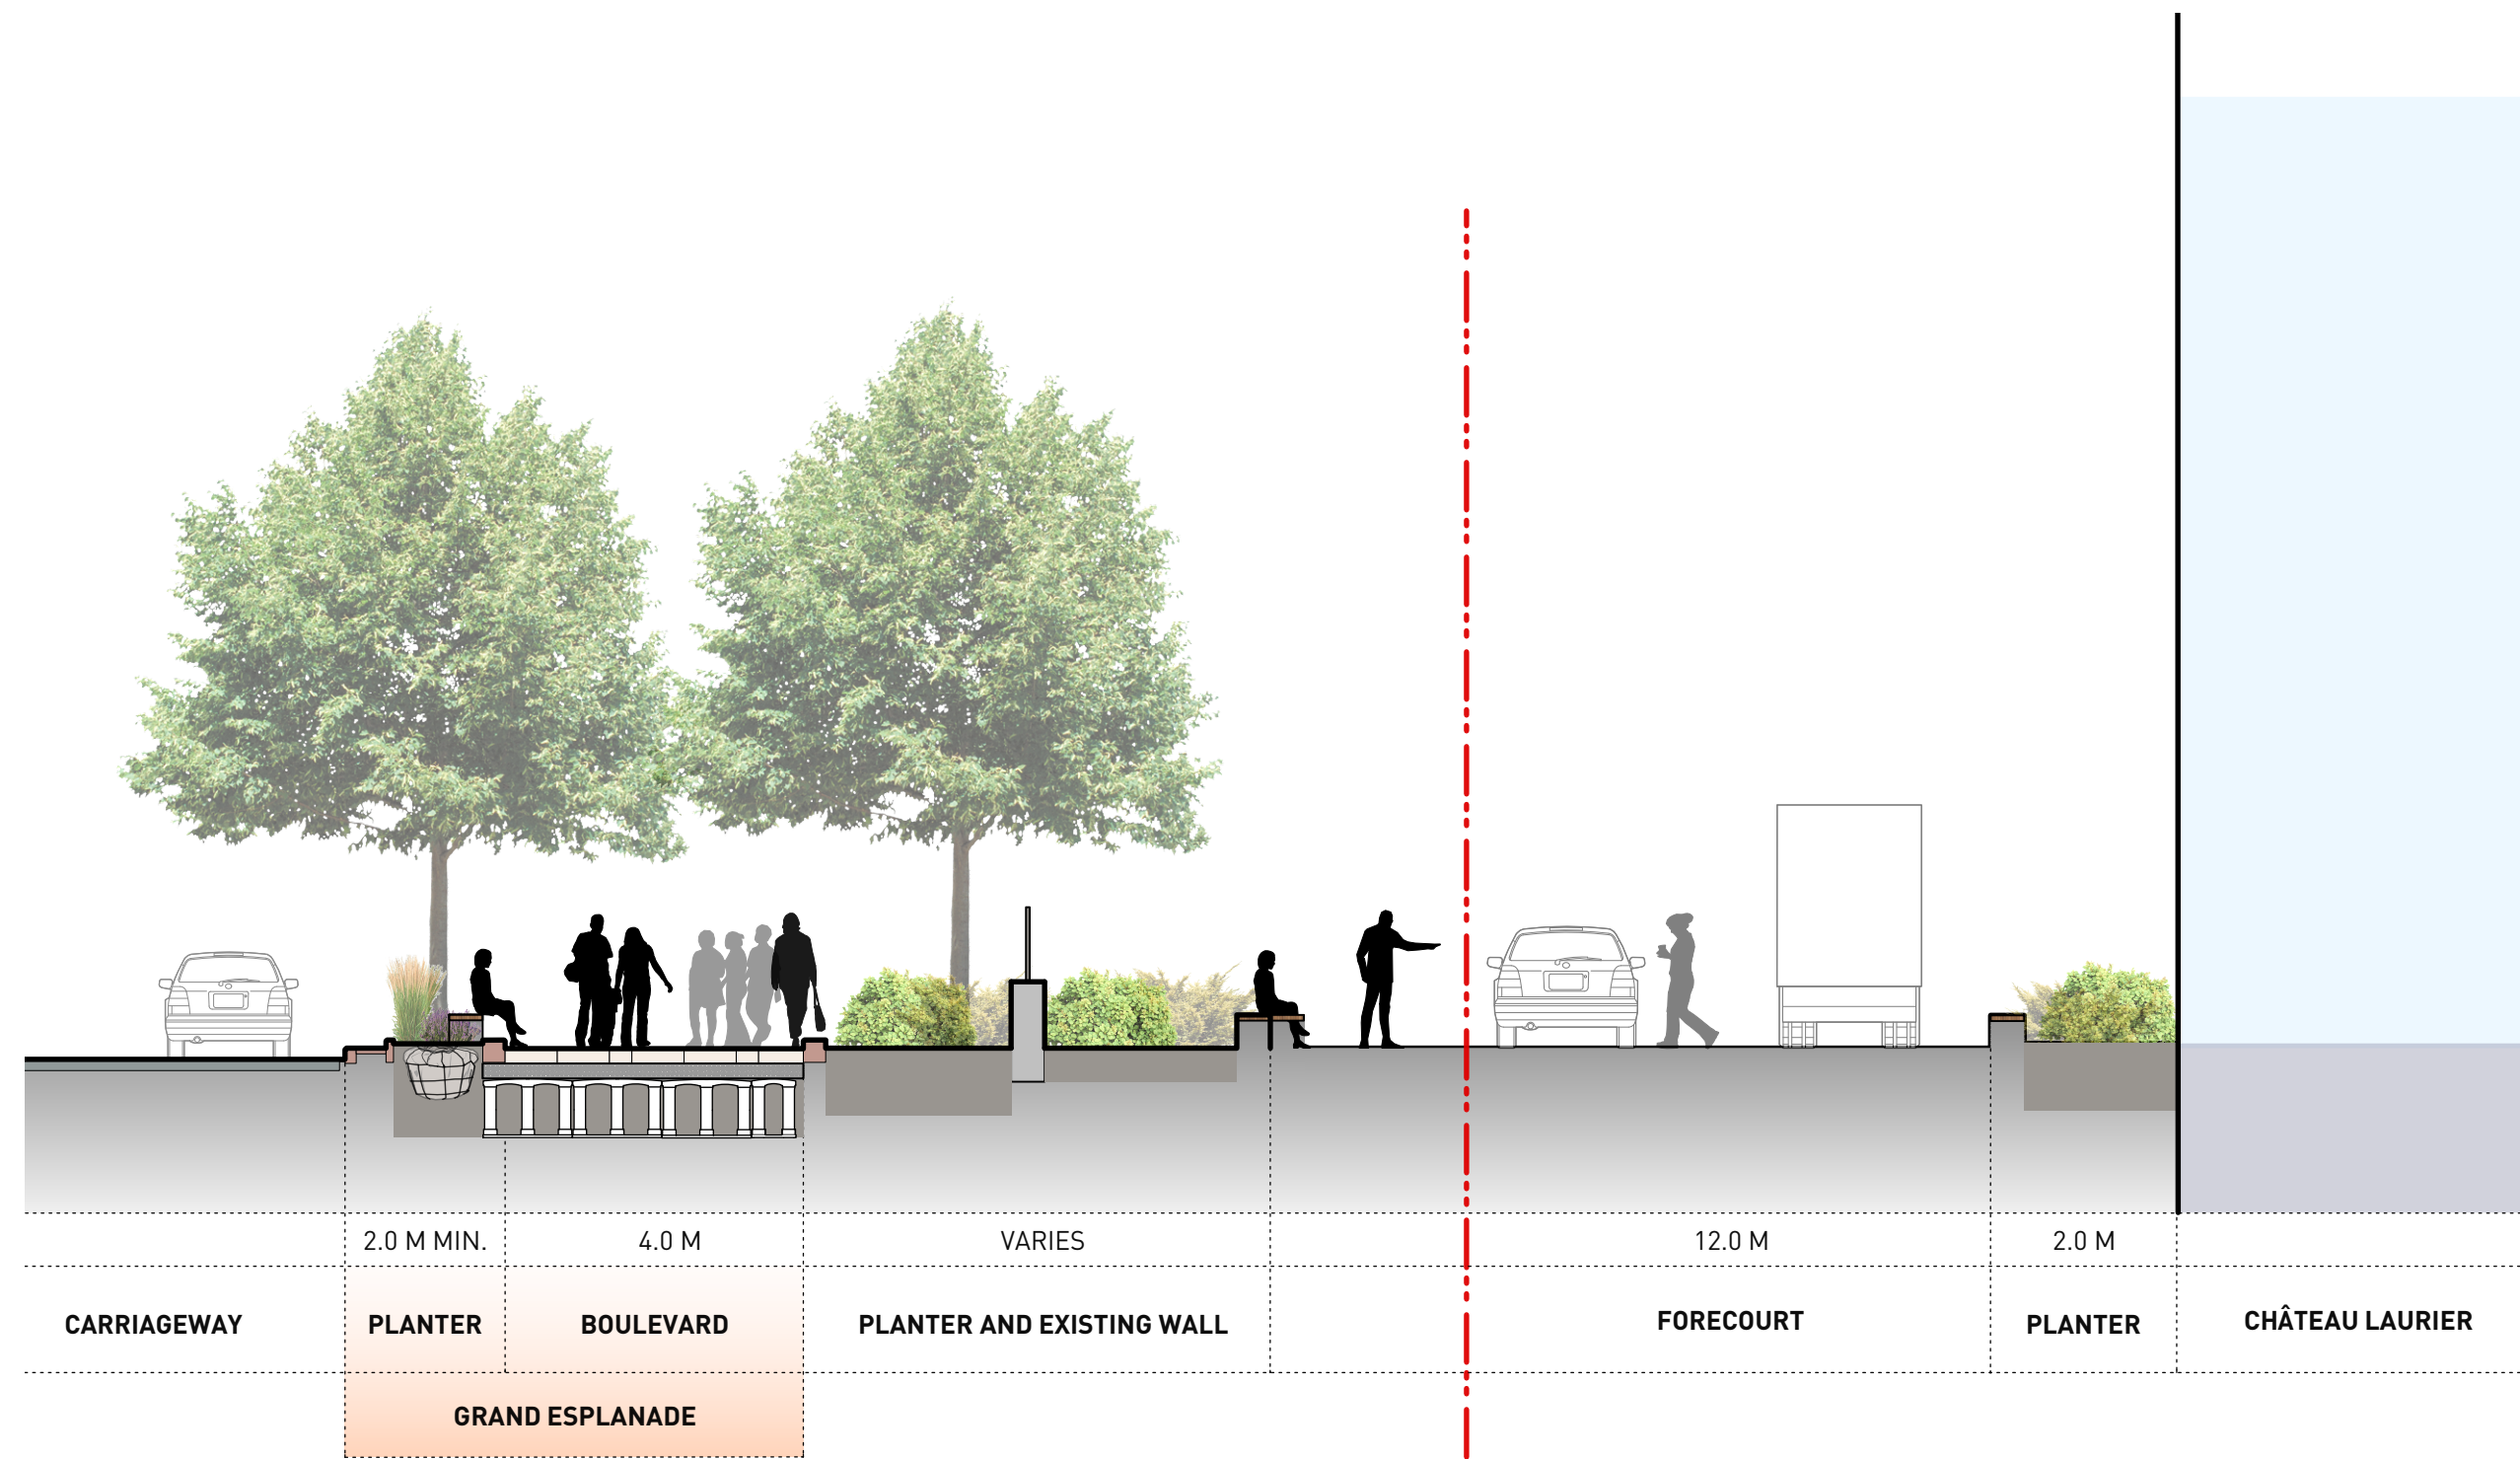 2.0 M MIN.
4.0 M
VARIES
12.0 M
2.0 M
CARRIAGEWAY
PLANTER
BOULEVARD
PLANTER AND EXISTING WALL
FORECOURT
PLANTER
CHÂTEAU LAURIER
GRAND ESPLANADE